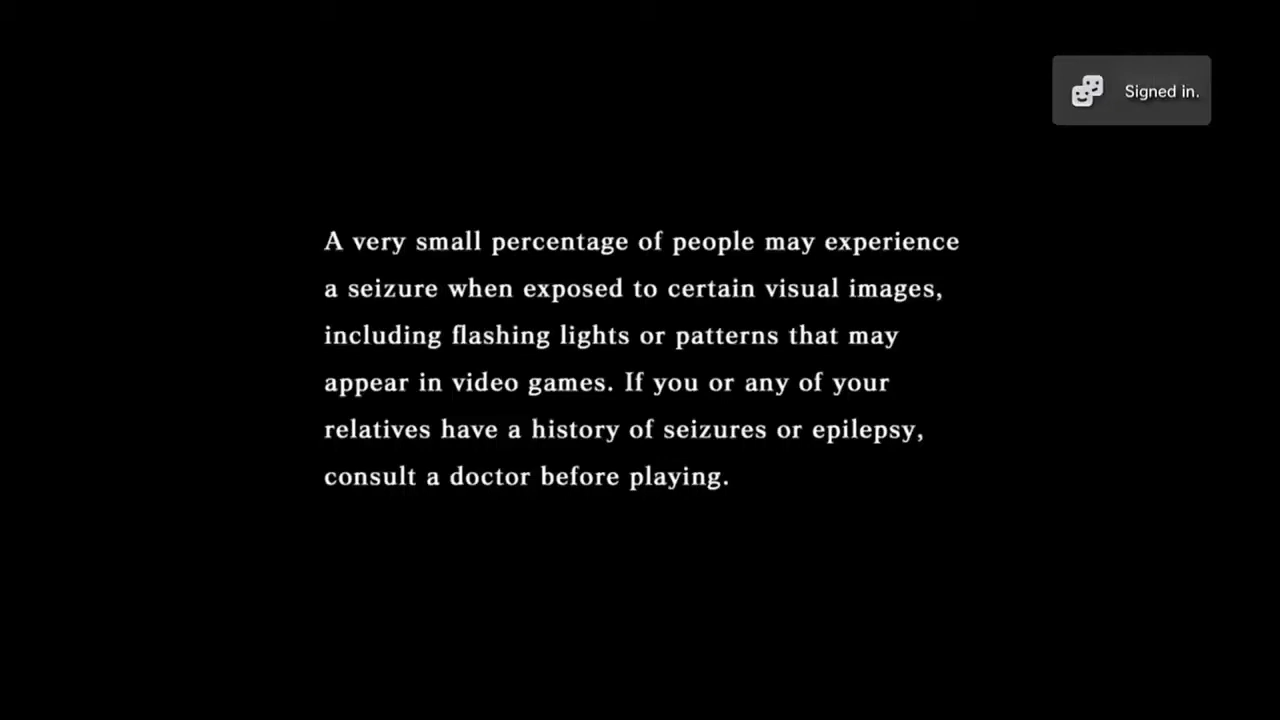 Signed in.
A very small percentage of people may experience
a seizure when exposed to certain visual images,
including flashing lights or patterns that may
appear in video games. If you or any of your
relatives have a history of seizures or epilepsy,
consult a doctor before playing.